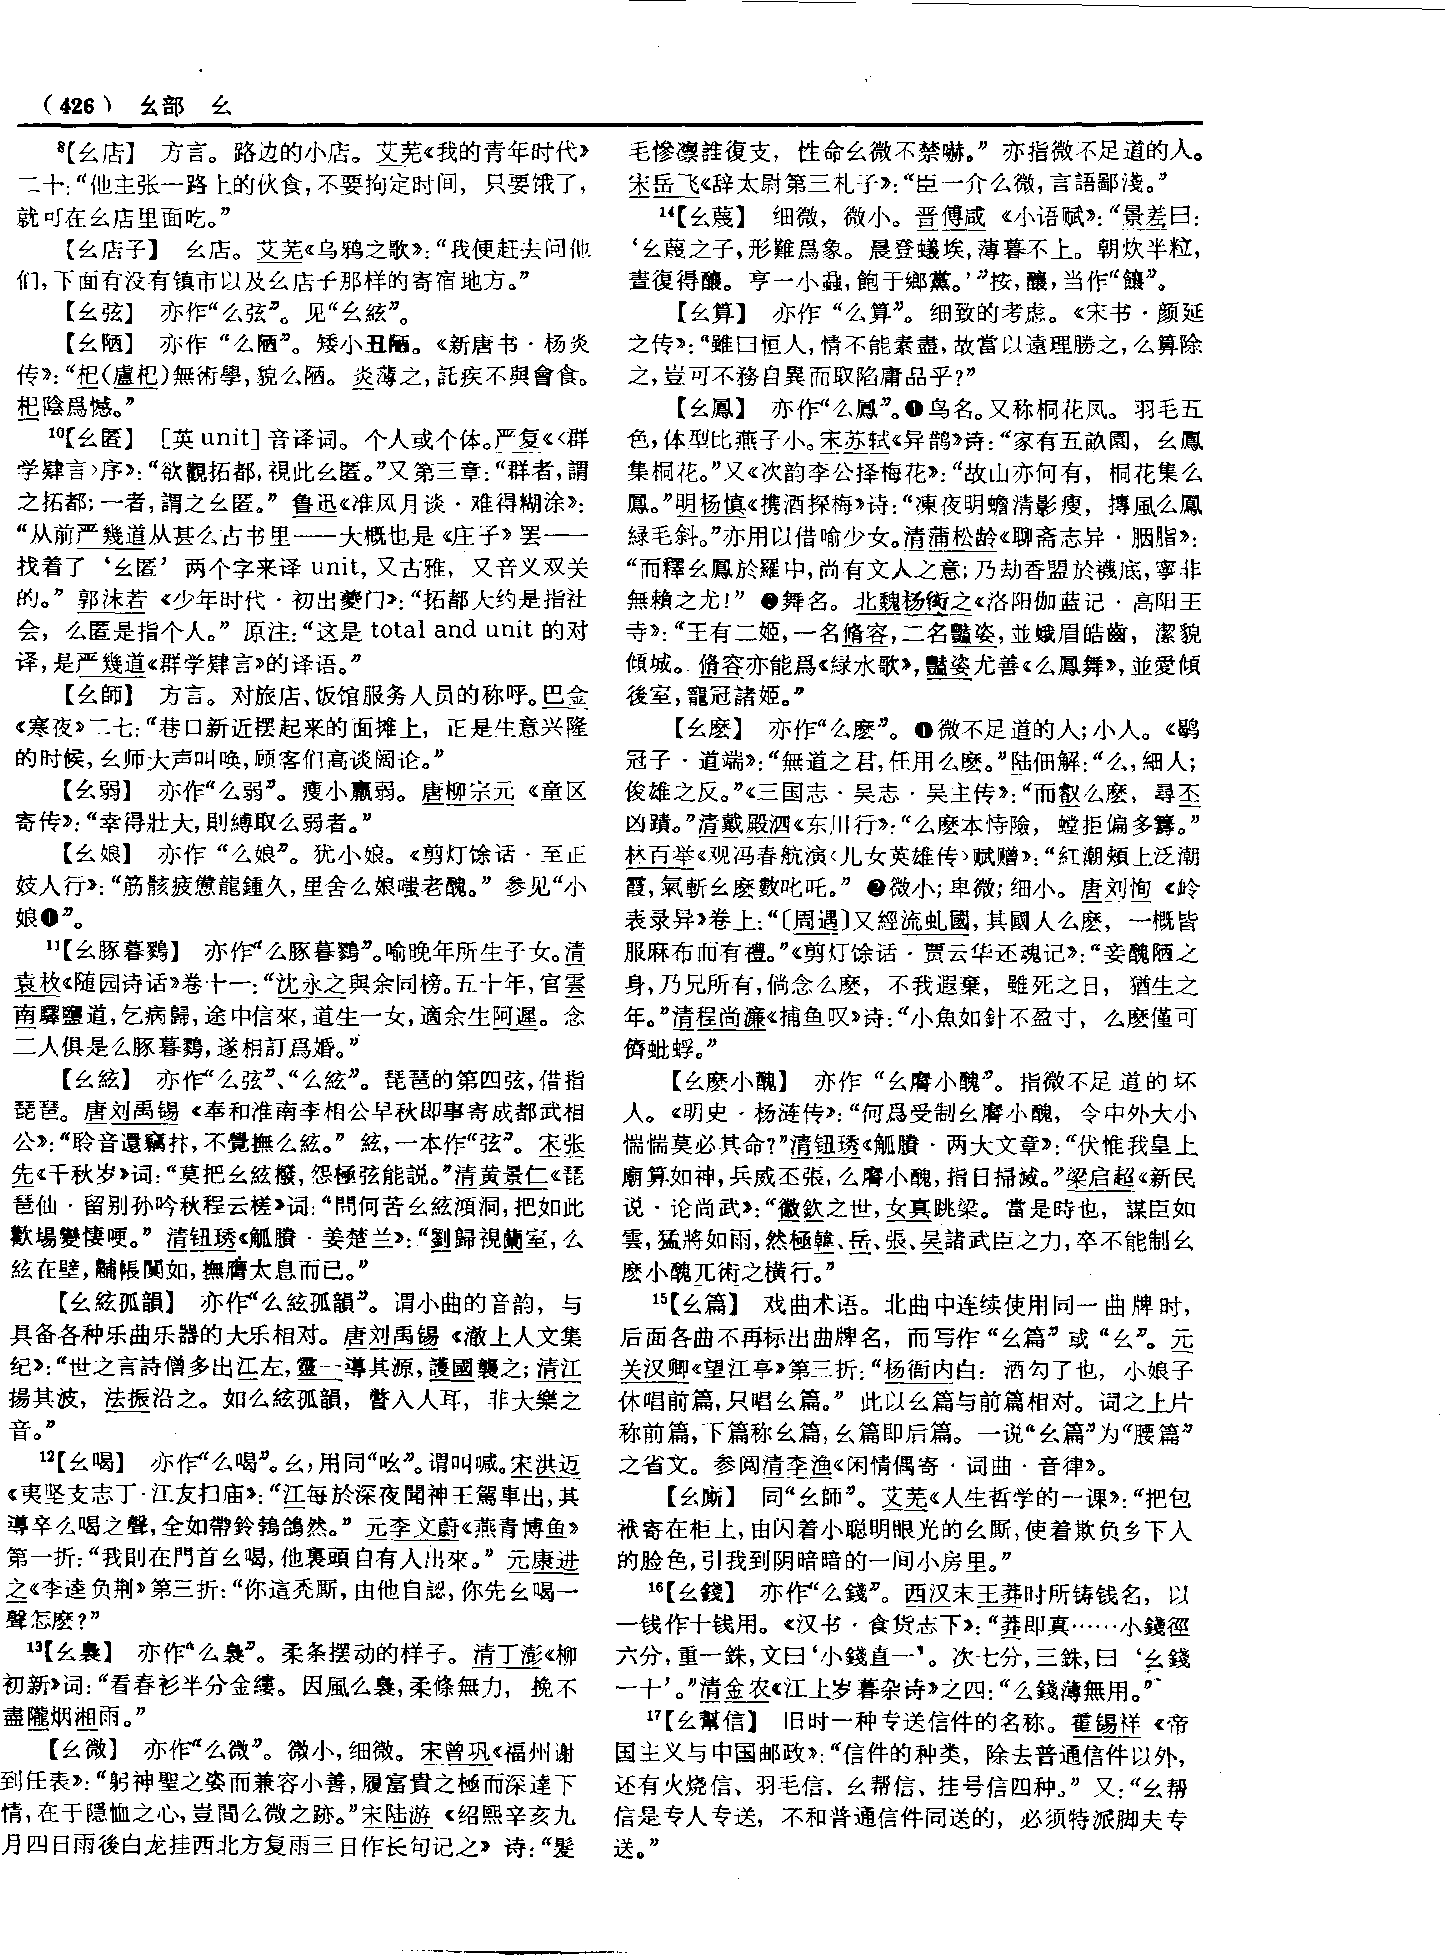 （426） 幺部 幺
⁸【幺店】 方言。路边的小店。艾芜《我的青年时代》
二十：“他主张一路上的伙食，不要拘定时间，只要饿了，
就可在幺店里面吃。”
【幺店子】 幺店。艾芜《乌鸦之歌》：“我便赶去问他
们，下面有没有镇市以及幺店子那样的寄宿地方。”
【幺弦】 亦作“么弦”。见“幺絃”。
【幺陋】 亦作“么陋”。矮小丑陋。《新唐书·杨炎
传》：“杞（盧杞）無術學，貌么陋。炎薄之，託疾不與會食。
杞陰爲憾。”
¹⁰【幺匿】 ［英 unit］音译词。个人或个体。严复《〈群
学肄言〉序》：“欲觀拓都，視此幺匿。”又第三章：“群者，謂
之拓都；一者，謂之幺匿。” 鲁迅《准风月谈·难得糊涂》：
“从前严幾道从甚么古书里——大概也是《庄子》罢——
找着了‘幺匿’两个字来译 unit，又古雅，又音义双关
的。” 郭沫若《少年时代·初出夔门》：“拓都大约是指社
会，么匿是指个人。” 原注：“这是 total and unit 的对
译，是严幾道《群学肄言》的译语。”
【幺師】 方言。对旅店、饭馆服务人员的称呼。巴金
《寒夜》二七：“巷口新近摆起来的面摊上，正是生意兴隆
的时候，幺师大声叫唤，顾客们高谈阔论。”
【幺弱】 亦作“么弱”。瘦小羸弱。唐柳宗元《童区
寄传》：“幸得壯大，則縛取么弱者。”
【幺娘】 亦作“么娘”。犹小娘。《剪灯馀话·至正
妓人行》：“筋骸疲憊龍鍾久，里舍么娘嗤老醜。” 参见“小
娘❶”。
¹¹【幺豚暮鷚】 亦作“么豚暮鷚”。喻晚年所生子女。清
袁枚《随园诗话》卷十一：“沈永之與余同榜。五十年，官雲
南驛鹽道，乞病歸，途中信來，道生一女，適余生阿遲。念
二人俱是么豚暮鷚，遂相訂爲婚。”
【幺絃】 亦作“么弦”、“么絃”。琵琶的第四弦，借指
琵琶。唐刘禹锡《奉和淮南李相公早秋即事寄成都武相
公》：“聆音還竊抃，不覺撫么絃。” 絃，一本作“弦”。宋张
先《千秋岁》词：“莫把幺絃撥，怨極弦能説。”清黄景仁《琵
琶仙·留别孙吟秋程云槎》词：“問何苦幺絃澒洞，把如此
歡場變悽哽。” 清钮琇《觚賸·姜楚兰》：“劉歸視蘭室，么
絃在壁，黼帳闃如，撫膺太息而已。”
【幺絃孤韻】 亦作“么絃孤韻”。谓小曲的音韵，与
具备各种乐曲乐器的大乐相对。唐刘禹锡《澈上人文集
纪》：“世之言詩僧多出江左，靈一導其源，護國襲之；清江
揚其波，法振沿之。如么絃孤韻，瞥入人耳，非大樂之
音。”
¹²【幺喝】 亦作“么喝”。幺，用同“吆”。谓叫喊。宋洪迈
《夷坚支志丁·江友扫庙》：“江每於深夜聞神王駕車出，其
導卒么喝之聲，全如帶鈴鵓鴿然。” 元李文蔚《燕青博鱼》
第一折：“我則在門首幺喝，他裏頭自有人出來。” 元康进
之《李逵负荆》第三折：“你這禿厮，由他自認，你先幺喝一
聲怎麽？”
¹³【幺裊】 亦作“么裊”。柔条摆动的样子。清丁澎《柳
初新》词：“看春衫半分金缕。因風么裊，柔條無力，挽不
盡隴烟湘雨。”
【幺微】 亦作“么微”。微小，细微。宋曾巩《福州谢
到任表》：“躬神聖之姿而兼容小善，履富貴之極而深達下
情，在于隱恤之心，豈間么微之跡。”宋陆游《绍熙辛亥九
月四日雨後白龙挂西北方复雨三日作长句记之》诗：“髮
毛惨凛誰復支，性命幺微不禁嚇。” 亦指微不足道的人。
宋岳飞《辞太尉第三札子》：“臣一介么微，言語鄙淺。”
¹⁴【幺蔑】 细微，微小。晋傅咸《小语赋》：“景差曰：
‘幺蔑之子，形難爲象。晨登蟻埃，薄暮不上。朝炊半粒，
晝復得釀。亨一小蝨，飽于鄉黨。’”按，釀，当作“饟”。
【幺算】 亦作“么算”。细致的考虑。《宋书·颜延
之传》：“雖曰恒人，情不能素盡，故當以遠理勝之，么算除
之，豈可不務自異而取陷庸品乎？”
【幺鳳】 亦作“么鳳”。❶鸟名。又称桐花凤。羽毛五
色，体型比燕子小。宋苏轼《异鹊》诗：“家有五畝園，幺鳳
集桐花。”又《次韵李公择梅花》：“故山亦何有，桐花集么
鳳。”明杨慎《携酒探梅》诗：“凍夜明蟾清影瘦，摶風么鳳
緑毛斜。”亦用以借喻少女。清蒲松龄《聊斋志异·胭脂》：
“而釋幺鳳於羅中，尚有文人之意；乃劫香盟於襪底，寧非
無賴之尤！” ❷舞名。北魏杨衒之《洛阳伽蓝记·高阳王
寺》：“王有二姬，一名脩容，二名豔姿，並蛾眉皓齒，潔貌
傾城。脩容亦能爲《緑水歌》，豔姿尤善《么鳳舞》，並愛傾
後室，寵冠諸姬。”
【幺麽】 亦作“么麽”。❶微不足道的人；小人。《鹖
冠子·道端》：“無道之君，任用么麽。”陆佃解：“么，細人；
俊雄之反。”《三国志·吴志·吴主传》：“而叡么麽，尋丕
凶蹟。”清戴殿泗《东川行》：“么麽本恃險，螳拒偏多籌。”
林百举《观冯春航演〈儿女英雄传〉赋赠》：“紅潮頰上泛潮
霞，氣斬幺麽數叱吒。” ❷微小；卑微；细小。唐刘恂《岭
表录异》卷上：“〔周遇〕又經流虬國，其國人么麽，一概皆
服麻布而有禮。”《剪灯馀话·贾云华还魂记》：“妾醜陋之
身，乃兄所有，倘念么麽，不我遐棄，雖死之日，猶生之
年。”清程尚濂《捕鱼叹》诗：“小魚如針不盈寸，么麽僅可
儕蚍蜉。”
【幺麽小醜】 亦作“幺麿小醜”。指微不足道的坏
人。《明史·杨涟传》：“何爲受制幺麿小醜，令中外大小
惴惴莫必其命？”清钮琇《觚賸·两大文章》：“伏惟我皇上
廟算如神，兵威丕張，么麿小醜，指日掃滅。”梁启超《新民
说·论尚武》：“徽欽之世，女真跳梁。當是時也，謀臣如
雲，猛將如雨，然極韓、岳、張、吴諸武臣之力，卒不能制幺
麽小醜兀術之横行。”
¹⁵【幺篇】 戏曲术语。北曲中连续使用同一曲牌时，
后面各曲不再标出曲牌名，而写作“幺篇”或“幺”。元
关汉卿《望江亭》第三折：“杨衙内白：酒勾了也，小娘子
休唱前篇，只唱幺篇。” 此以幺篇与前篇相对。词之上片
称前篇，下篇称幺篇，幺篇即后篇。一说“幺篇”为“腰篇”
之省文。参阅清李渔《闲情偶寄·词曲·音律》。
【幺厮】 同“幺師”。艾芜《人生哲学的一课》：“把包
袱寄在柜上，由闪着小聪明眼光的幺厮，使着欺负乡下人
的脸色，引我到阴暗暗的一间小房里。”
¹⁶【幺錢】 亦作“么錢”。西汉末王莽时所铸钱名，以
一钱作十钱用。《汉书·食货志下》：“莽即真……小錢徑
六分，重一銖，文曰‘小錢直一’。次七分，三銖，曰‘幺錢
一十’。”清金农《江上岁暮杂诗》之四：“么錢薄無用。”
¹⁷【幺幫信】 旧时一种专送信件的名称。霍锡祥《帝
国主义与中国邮政》：“信件的种类，除去普通信件以外，
还有火烧信、羽毛信、幺帮信、挂号信四种。” 又：“幺帮
信是专人专送，不和普通信件同送的，必须特派脚夫专
送。”